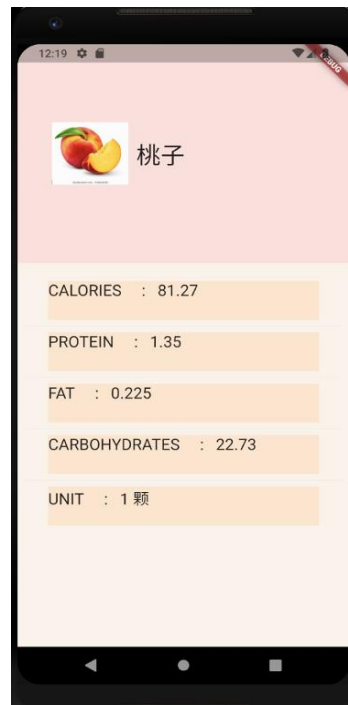 12:19
DEBUG
桃子
CALORIES : 81.27
PROTEIN : 1.35
FAT : 0.225
CARBOHYDRATES : 22.73
UNIT : 1 颗